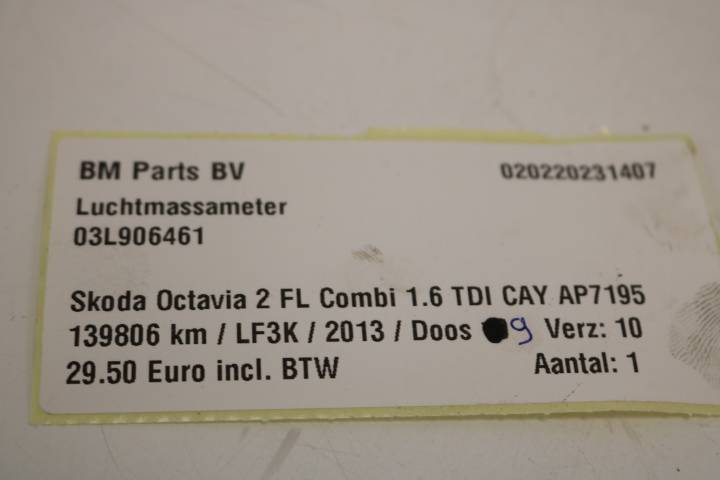 BM Parts BV 020220231407
Luchtmassameter
03L906461
Skoda Octavia 2 FL Combi 1.6 TDI CAY AP7195
139806 km / LF3K / 2013 / Doos 9 Verz: 10
29.50 Euro incl. BTW Aantal: 1